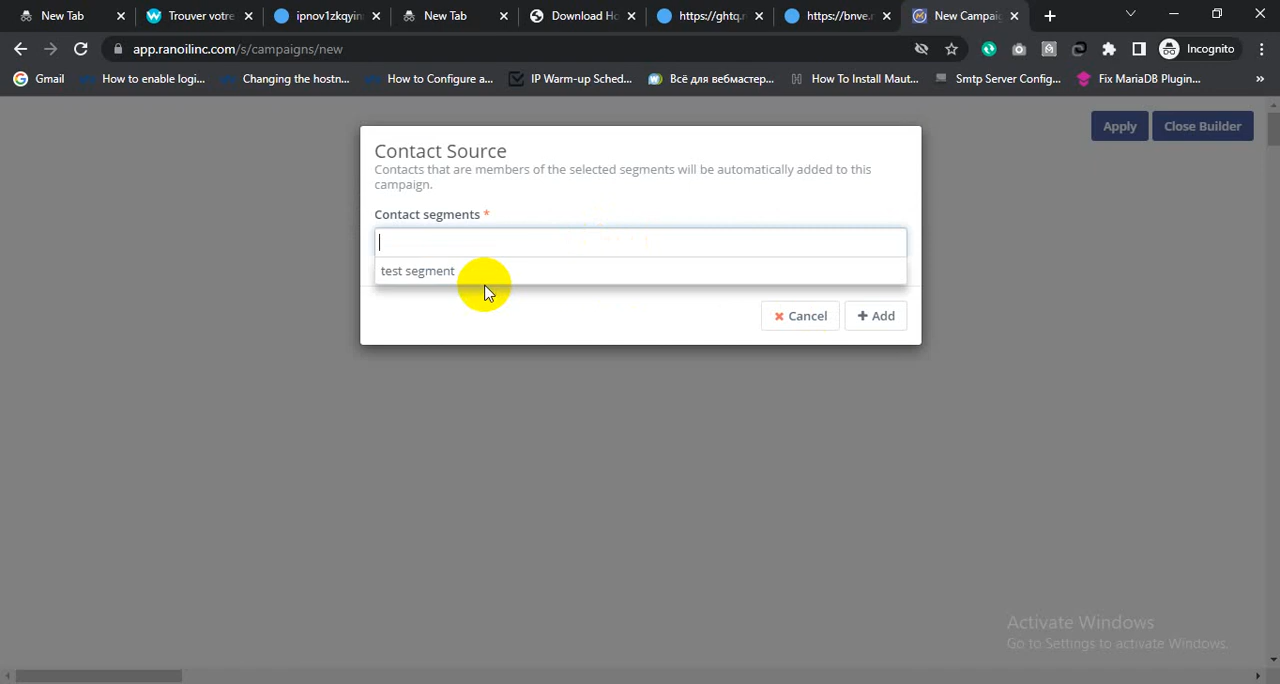 New Tab
Trouver votre
ipnov1zkqyin
New Tab
Download Ho
https://ghtq.r
https://bnve.r
New Campaig
app.ranoilinc.com/s/campaigns/new
Incognito
Gmail
How to enable logi...
Changing the hostn...
How to Configure a...
IP Warm-up Sched...
Всё для вебмастер...
How To Install Maut...
Smtp Server Config...
Fix MariaDB Plugin...
»
Apply
Close Builder
Contact Source
Contacts that are members of the selected segments will be automatically added to this
campaign.
Contact segments *
test segment
Cancel
Add
Activate Windows
Go to Settings to activate Windows.